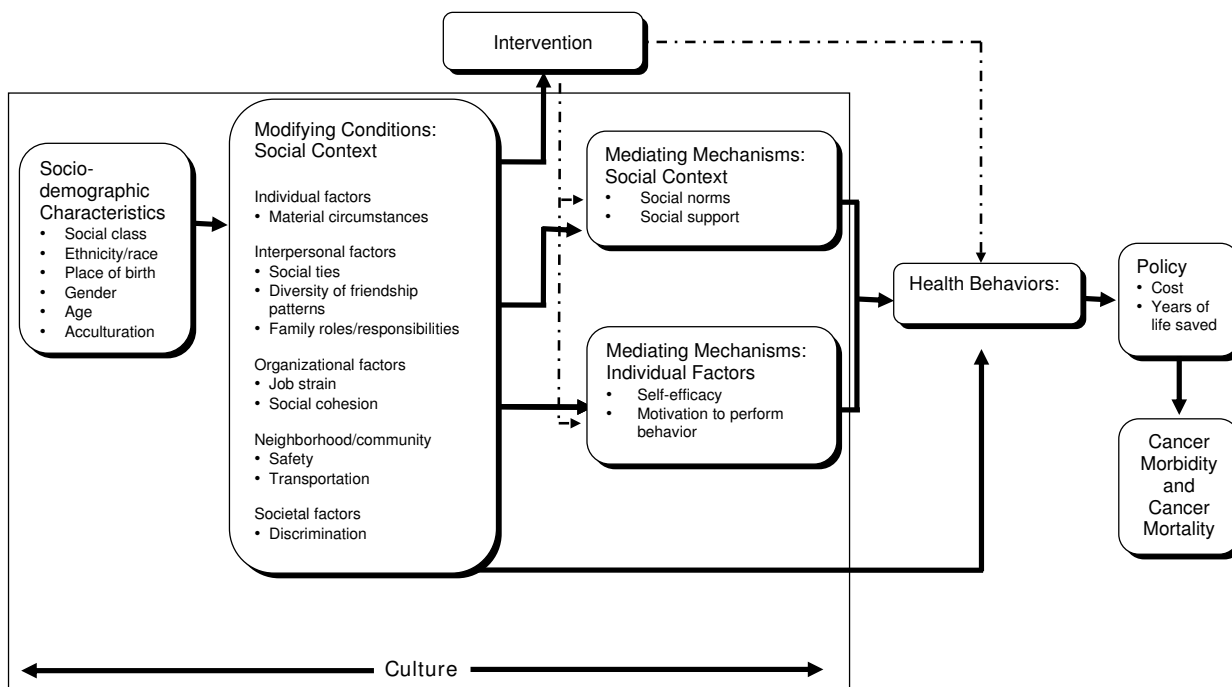 Intervention
Socio-
demographic
Characteristics
• Social class
• Ethnicity/race
• Place of birth
• Gender
• Age
• Acculturation
Modifying Conditions:
Social Context
Individual factors
• Material circumstances
Interpersonal factors
• Social ties
• Diversity of friendship
patterns
• Family roles/responsibilities
Organizational factors
• Job strain
• Social cohesion
Neighborhood/community
• Safety
• Transportation
Societal factors
• Discrimination
Mediating Mechanisms:
Social Context
• Social norms
• Social support
Mediating Mechanisms:
Individual Factors
• Self-efficacy
• Motivation to perform
behavior
Health Behaviors:
Policy
• Cost
• Years of
life saved
Cancer
Morbidity
and
Cancer
Mortality
Culture